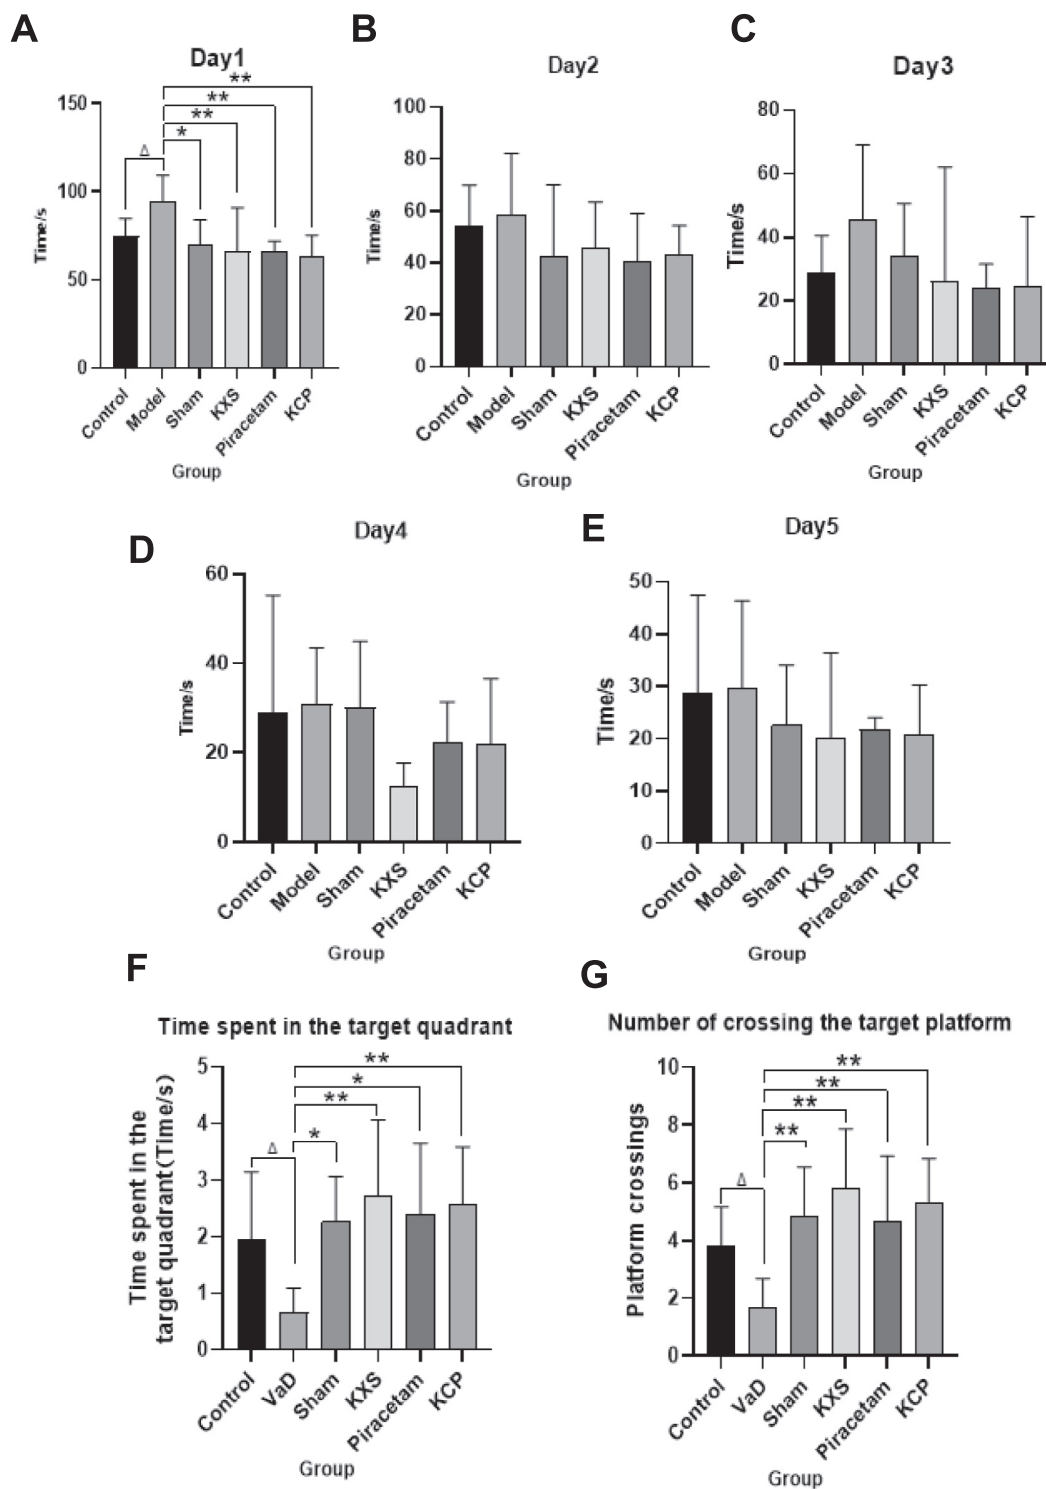 A
Day1
**
**
**
*
Δ
150
100
50
0
Time/s
Control
Model
Sham
KXS
Piracetam
KCP
Group
B
Day2
100
80
60
40
20
0
Time/s
Control
Model
Sham
KXS
Piracetam
KCP
Group
C
Day3
80
60
40
20
0
Time/s
Control
Model
Sham
KXS
Piracetam
KCP
Group
D
Day4
60
40
20
0
Time/s
Control
Model
Sham
KXS
Piracetam
KCP
Group
E
Day5
50
40
30
20
10
0
Time/s
Control
Model
Sham
KXS
Piracetam
KCP
Group
F
Time spent in the target quadrant
**
*
**
*
Δ
5
4
3
2
1
0
Time spent in the
target quadrant(Time/s)
Control
VaD
Sham
KXS
Piracetam
KCP
Group
G
Number of crossing the target platform
**
**
**
**
Δ
10
8
6
4
2
0
Platform crossings
Control
VaD
Sham
KXS
Piracetam
KCP
Group